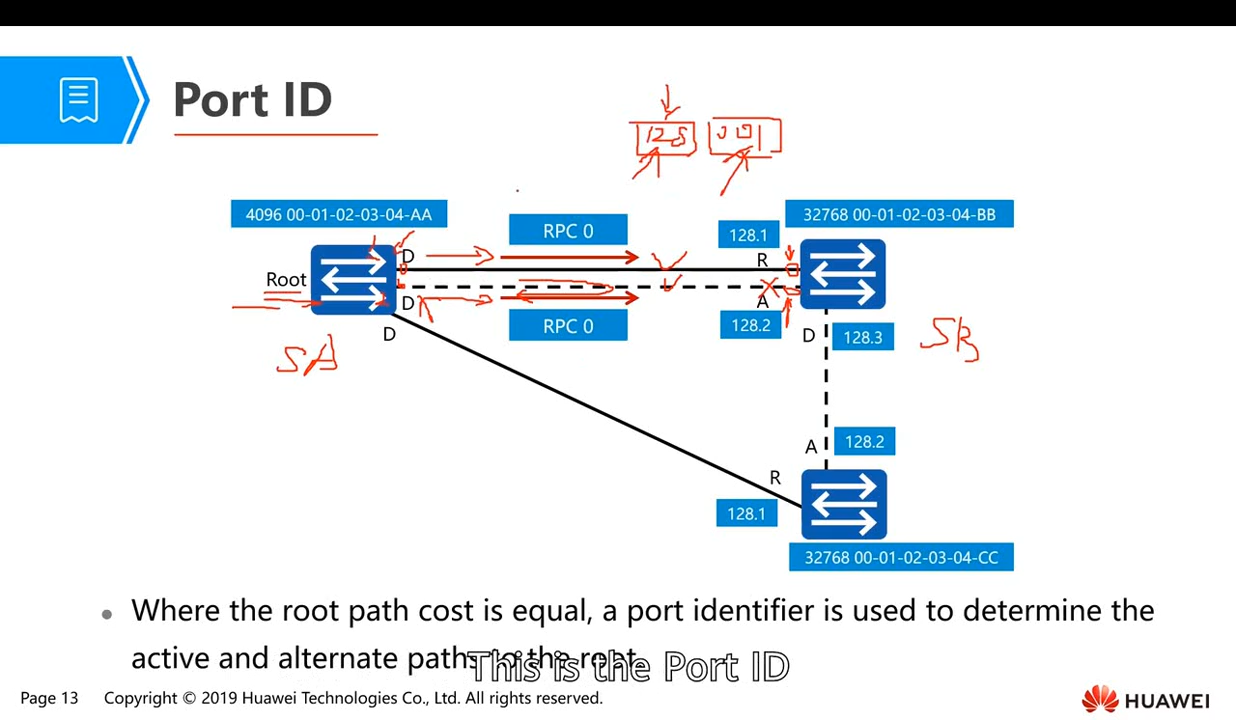 Port ID
128 001
4096 00-01-02-03-04-AA
RPC 0
32768 00-01-02-03-04-BB
128.1
D
R
Root
D
A
RPC 0
128.2
D
D
128.3
SA
SB
A
128.2
R
128.1
32768 00-01-02-03-04-CC
Where the root path cost is equal, a port identifier is used to determine the
active and alternate paths to the root.
This is the Port ID
Page 13 Copyright © 2019 Huawei Technologies Co., Ltd. All rights reserved.
HUAWEI